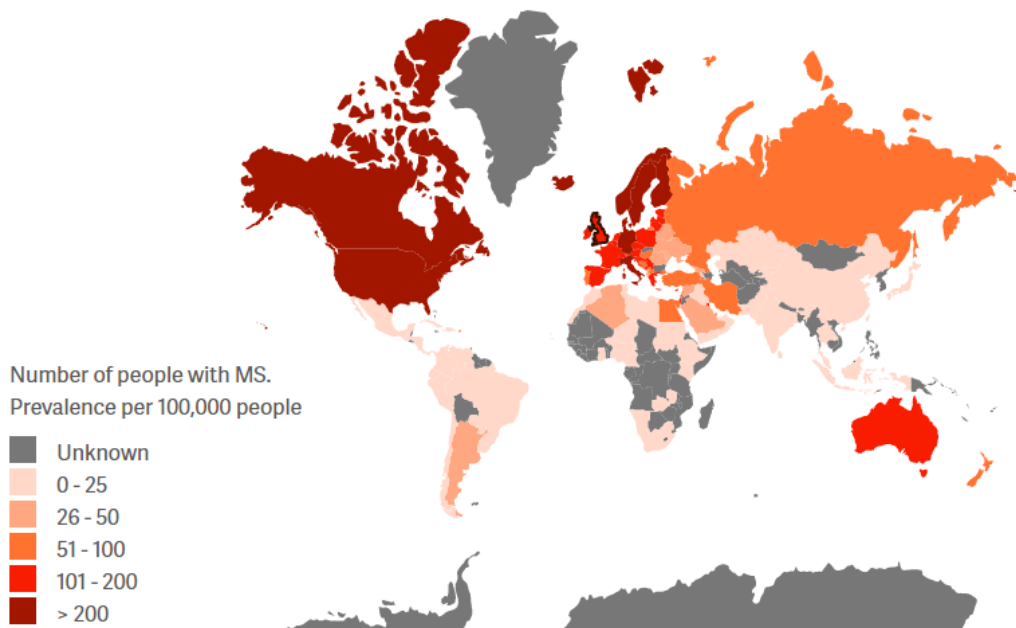 Number of people with MS.
Prevalence per 100,000 people
Unknown
0 - 25
26 - 50
51 - 100
101 - 200
> 200